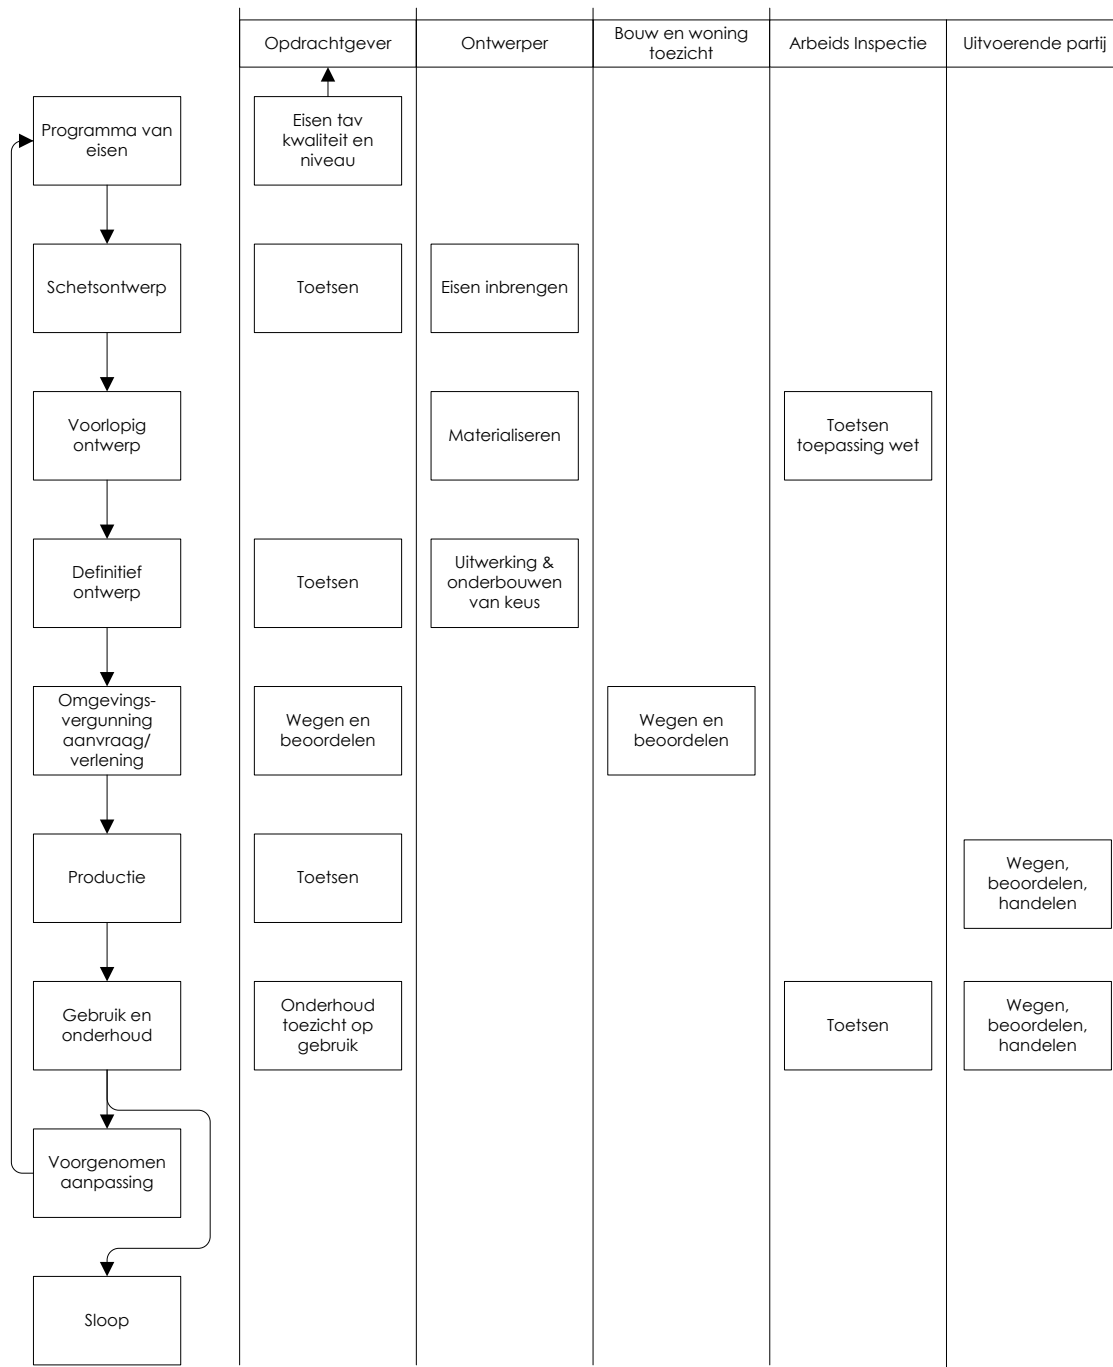 Opdrachtgever
Ontwerper
Bouw en woning
toezicht
Arbeids Inspectie
Uitvoerende partij
Programma van
eisen
Eisen tav
kwaliteit en
niveau
Schetsontwerp
Toetsen
Eisen inbrengen
Voorlopig
ontwerp
Materialiseren
Toetsen
toepassing wet
Definitief
ontwerp
Toetsen
Uitwerking &
onderbouwen
van keus
Omgevings-
vergunning
aanvraag/
verlening
Wegen en
beoordelen
Wegen en
beoordelen
Productie
Toetsen
Wegen,
beoordelen,
handelen
Gebruik en
onderhoud
Onderhoud
toezicht op
gebruik
Toetsen
Wegen,
beoordelen,
handelen
Voorgenomen
aanpassing
Sloop